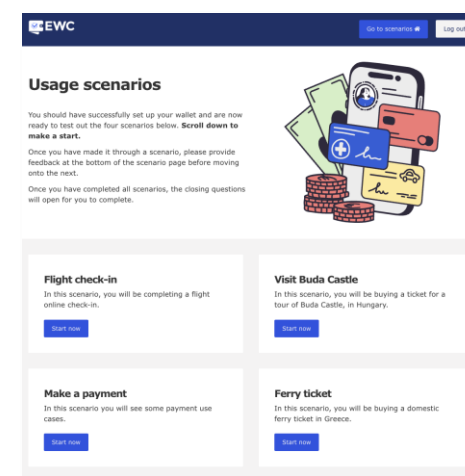 EWC
Go to scenarios
Log out
Usage scenarios
You should have successfully set up your wallet and are now
ready to test out the four scenarios below. Scroll down to
make a start.
Once you have made it through a scenario, please provide
feedback at the bottom of the scenario page before moving
onto the next.
Once you have completed all scenarios, the closing questions
will open for you to complete.
Flight check-in
In this scenario, you will be completing a flight
online check-in.
Start now
Visit Buda Castle
In this scenario, you will be buying a ticket for a
tour of Buda Castle, in Hungary.
Start now
Make a payment
In this scenario you will see some payment use
cases.
Start now
Ferry ticket
In this scenario, you will be buying a domestic
ferry ticket in Greece.
Start now